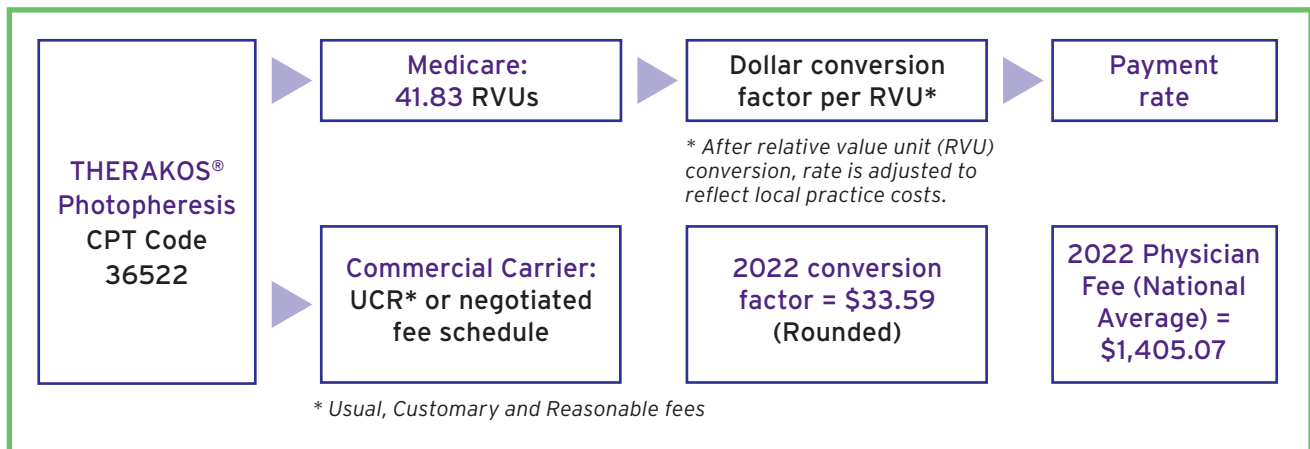 THERAKOS®
Photopheresis
CPT Code
36522
Medicare:
41.83 RVUs
Dollar conversion
factor per RVU*
Payment
rate
* After relative value unit (RVU)
conversion, rate is adjusted to
reflect local practice costs.
Commercial Carrier:
UCR* or negotiated
fee schedule
2022 conversion
factor = $33.59
(Rounded)
2022 Physician
Fee (National
Average) =
$1,405.07
* Usual, Customary and Reasonable fees